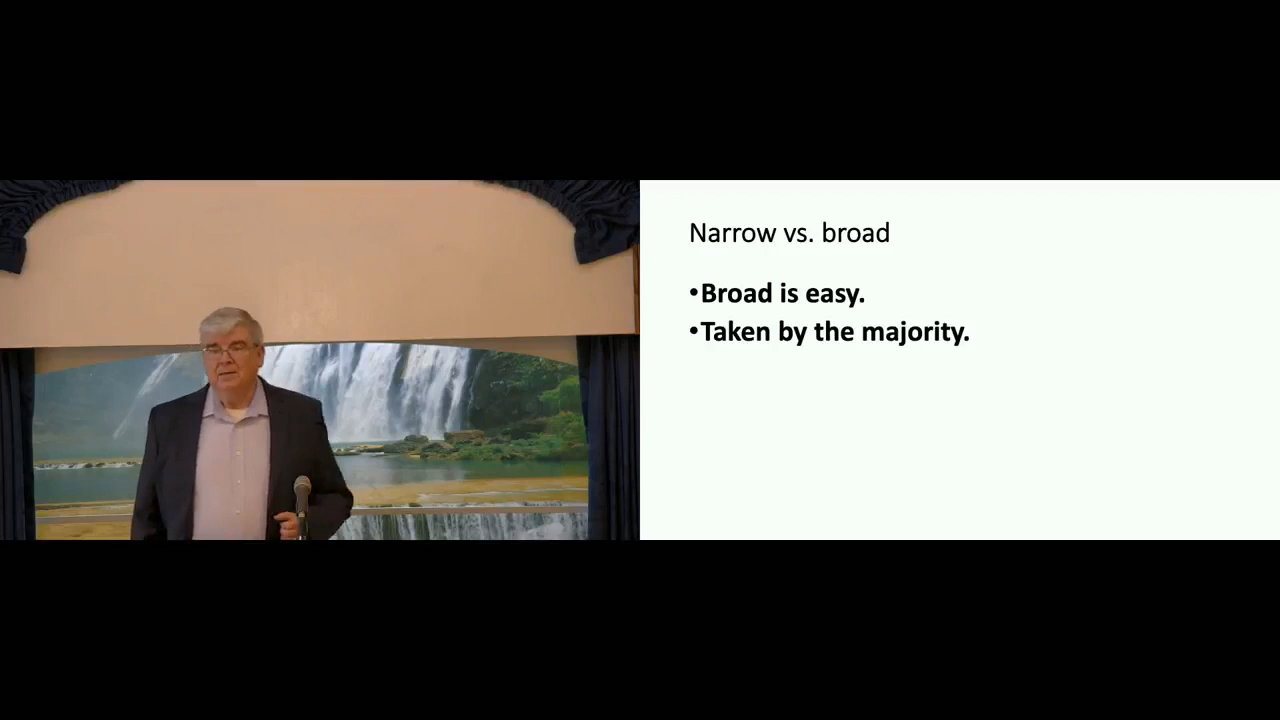 Narrow vs. broad
•Broad is easy.
•Taken by the majority.